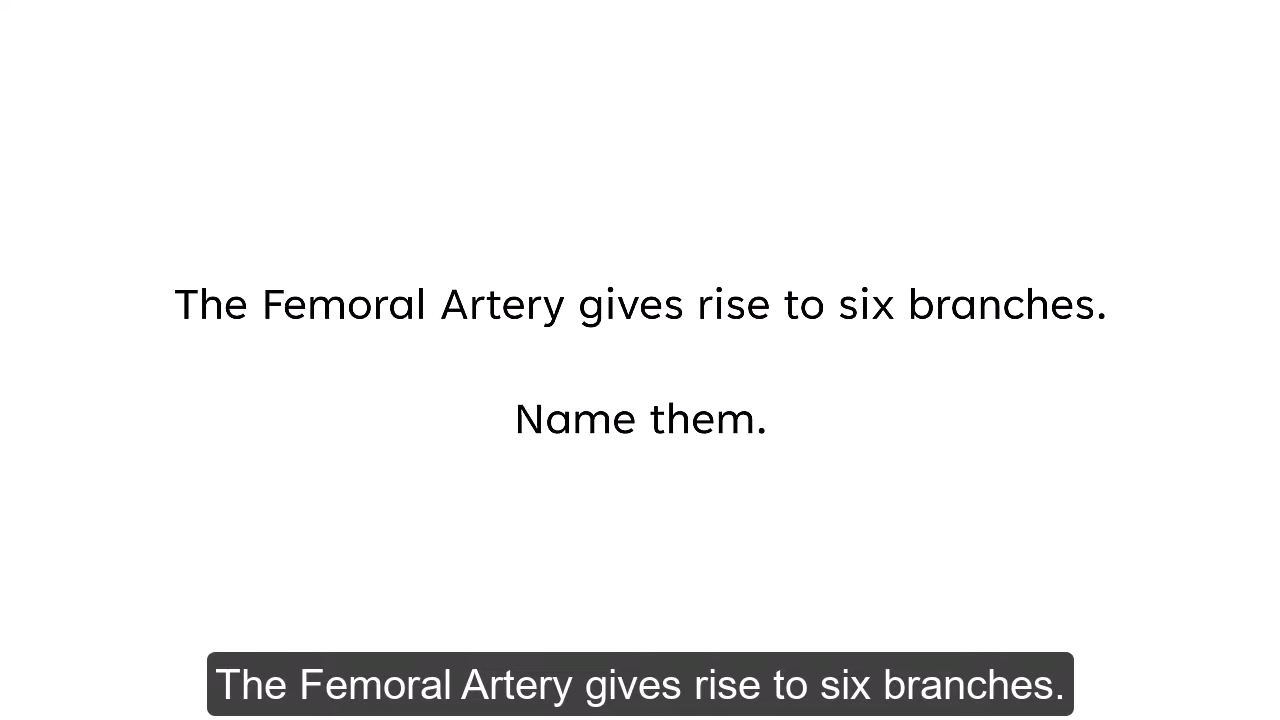 The Femoral Artery gives rise to six branches.
Name them.
The Femoral Artery gives rise to six branches.